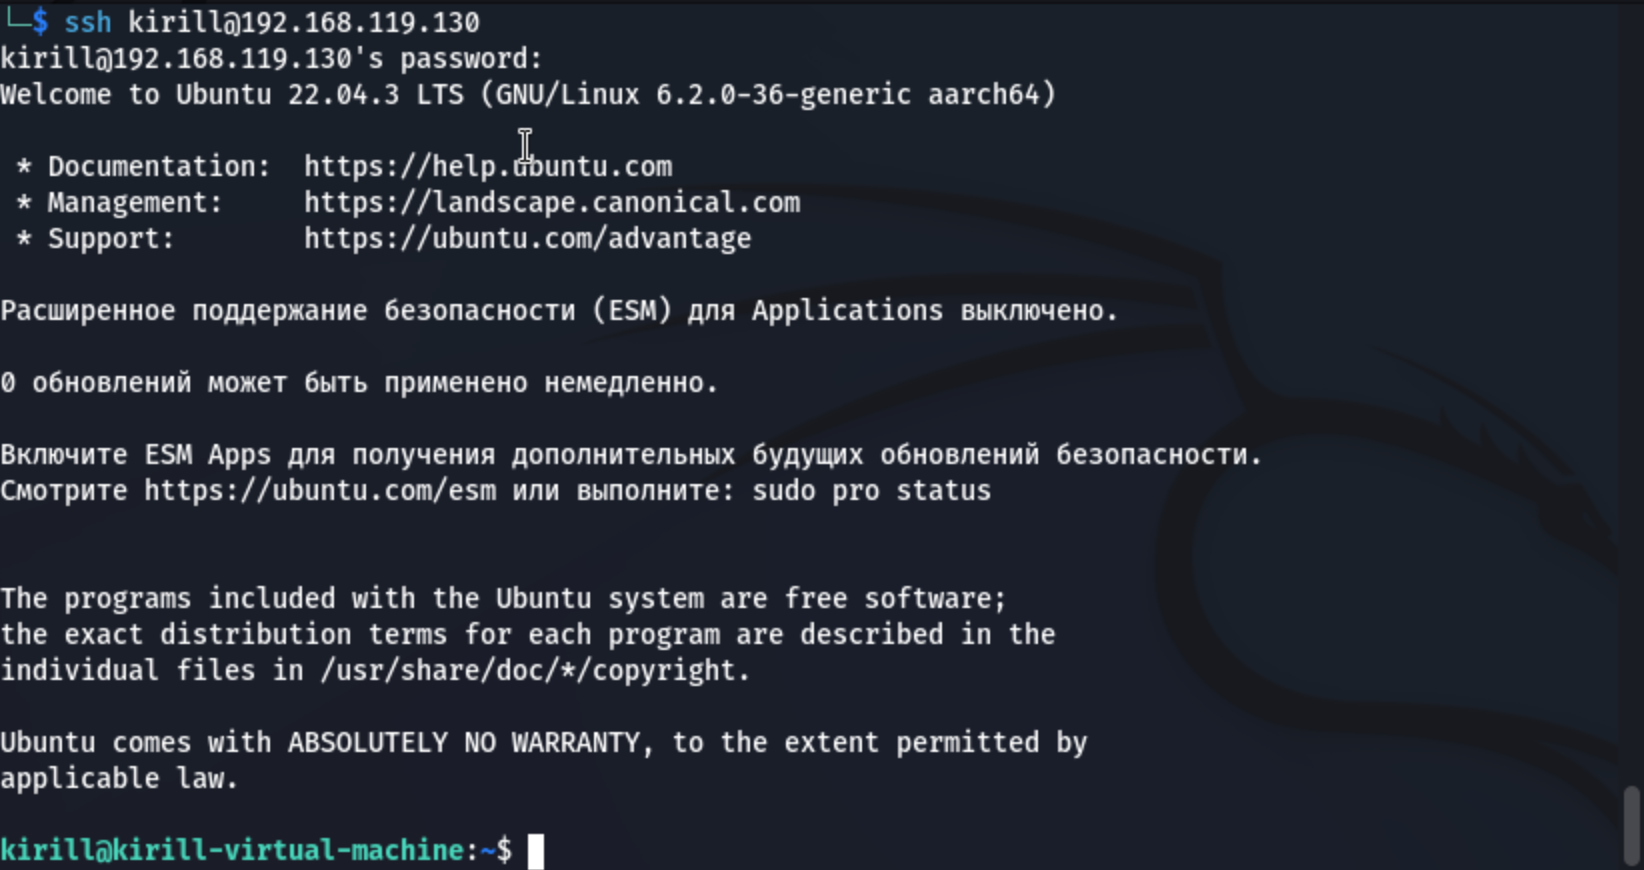 └─$ ssh kirill@192.168.119.130
kirill@192.168.119.130's password:
Welcome to Ubuntu 22.04.3 LTS (GNU/Linux 6.2.0-36-generic aarch64)
* Documentation:  https://help.ubuntu.com
* Management:     https://landscape.canonical.com
* Support:        https://ubuntu.com/advantage
Расширенное поддержание безопасности (ESM) для Applications выключено.
0 обновлений может быть применено немедленно.
Включите ESM Apps для получения дополнительных будущих обновлений безопасности.
Смотрите https://ubuntu.com/esm или выполните: sudo pro status
The programs included with the Ubuntu system are free software;
the exact distribution terms for each program are described in the
individual files in /usr/share/doc/*/copyright.
Ubuntu comes with ABSOLUTELY NO WARRANTY, to the extent permitted by
applicable law.
kirill@kirill-virtual-machine:~$